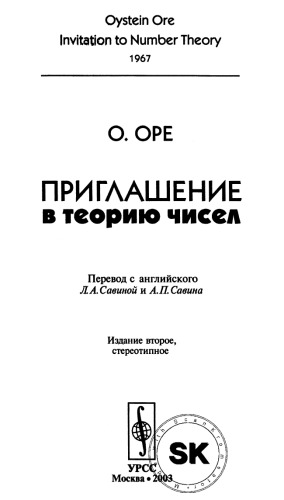 Oystein Ore
Invitation to Number Theory
1967
О. ОРЕ
ПРИГЛАШЕНИЕ
в теорию чисел
Перевод с английского
Л.А.Савиной и А.П.Савина
Издание второе,
стереотипное
УРСС
Москва • 2003
SK